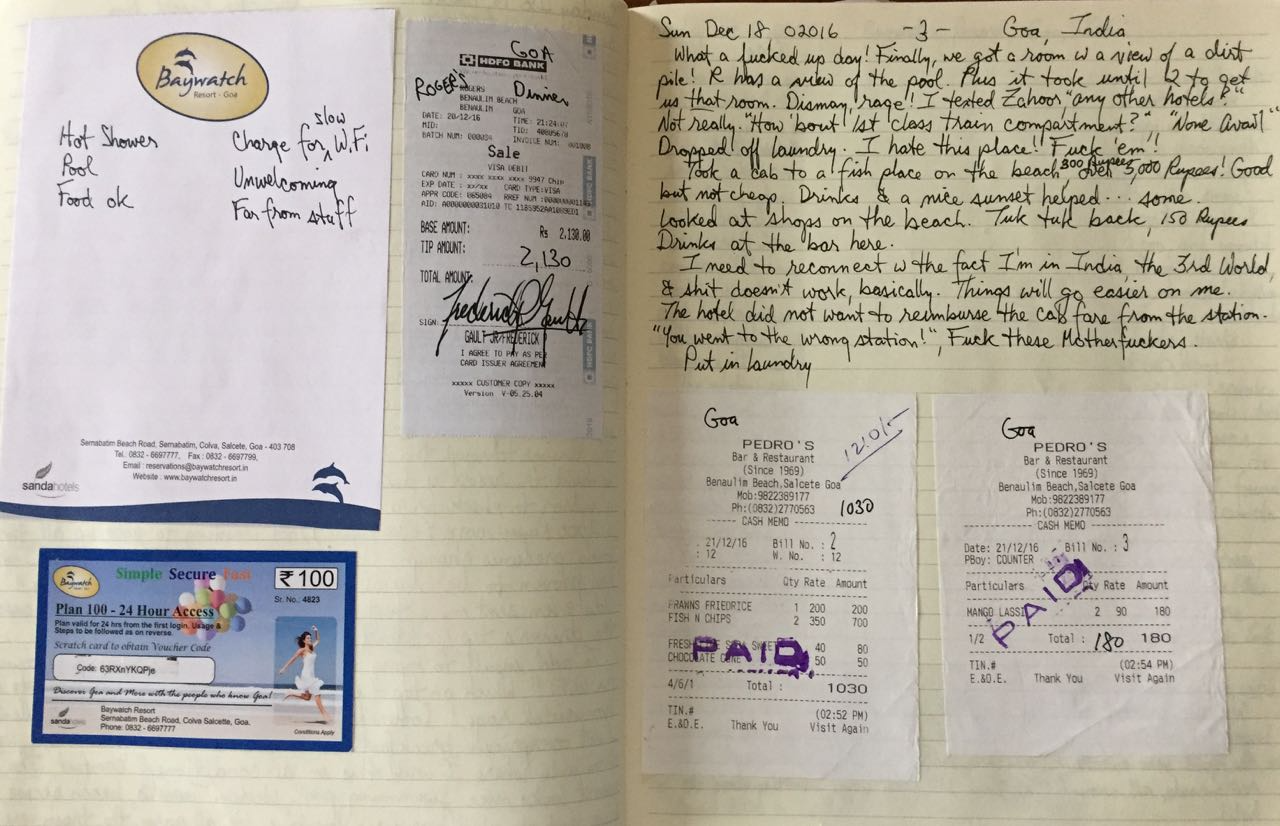 Baywatch
Resort - Goa
Hot Shower
Pool
Food ok
slow
Charge for ^ Wi Fi
Unwelcoming
Far from stuff
Sernabatim Beach Road, Sernabatim, Colva, Salcete, Goa - 403 708
Tel. 0832 - 6697777, Fax : 0832 - 6697799,
Email : reservations@baywatchresort.in
Website : www.baywatchresort.in
sandahotels
Baywatch
Simple Secure Fast
₹ 100
Sr. No. 4823
Plan 100 - 24 Hour Access
Plan valid for 24 hrs from the first login. Usage &
Steps to be followed as on reverse.
Scratch card to obtain Voucher Code
Code: 63RXnYKQPje
Discover Goa and More with the people who know Goa!
sandahotels
Baywatch Resort
Sernabatim Beach Road, Colva Salcette, Goa.
Phone: 0832 - 6697777
Conditions Apply
GOA
HDFC BANK
ROGER'S Dinner
ROGERS
BENAULIM BEACH
BENAULIM GOA
DATE: 20/12/16 TIME: 21:24:07
MID: TID: 40805678
BATCH NUM: 000034 INVOICE NUM: 001008
Sale
VISA DEBIT
CARD NUM : xxxx xxxx xxxx 9947 Chip
EXP DATE : xx/xx CARD TYPE:VISA
APPR CODE: 065084 RREF NUM :
AID: A0000000031010 TC
BASE AMOUNT: Rs 2,130.00
TIP AMOUNT:
2,130
TOTAL AMOUNT:
Frederick Gault Jr
SIGN:
GAULT JR/FREDERICK
I AGREE TO PAY AS PER
CARD ISSUER AGREEMENT
xxxxx CUSTOMER COPY xxxxx
Version V-05.25.04
HDFC BANK
Sun Dec 18, 02016 -3- Goa, India
What a fucked up day! Finally, we got a room w a view of a dirt
pile! R has a view of the pool. Plus it took until 2 to get
us that room. Dismay, rage! I tested Zahoor "any other hotels?"
Not really. "How 'bout 1st class train compartment?", "None Avail"
Dropped off laundry. I hate this place!! Fuck 'em'!
Took a cab to a fish place on the beach, 300 Rupees over 3,000 Rupees! Good
but not cheap. Drinks & a nice sunset helped... some.
Looked at shops on the beach. Tuk tuk back, 150 Rupees
Drinks at the bar here.
I need to reconnect w the fact I'm in India, the 3rd World,
& shit doesn't work, basically. Things will go easier on me.
The hotel did not want to reimburse the cab fare from the station.
"You went to the wrong station!", Fuck these Motherfuckers.
Put in laundry
Goa
1210/-
PEDRO'S
Bar & Restaurant
(Since 1969)
Benaulim Beach,Salcete Goa
Mob:9822389177
Ph:(0832)2770563
1030
CASH MEMO
: 21/12/16 Bill No. : 2
: 12 W. No. : 12
Particulars Qty Rate Amount
PRAWNS FRIEDRICE 1 200 200
FISH N CHIPS 2 350 700
FRESH SWEET 40 80
CHOCOLATE CONE 50 50
PAID
4/6/1 Total : 1030
TIN.# (02:52 PM)
E.&O.E. Thank You Visit Again
Goa
PEDRO'S
Bar & Restaurant
(Since 1969)
Benaulim Beach,Salcete Goa
Mob:9822389177
Ph:(0832)2770563
CASH MEMO
Date: 21/12/16 Bill No. : 3
PBoy: COUNTER
Particulars Qty Rate Amount
MANGO LASSI 2 90 180
PAID
1/2 Total : 180 180
TIN.# (02:54 PM)
E.&O.E. Thank You Visit Again